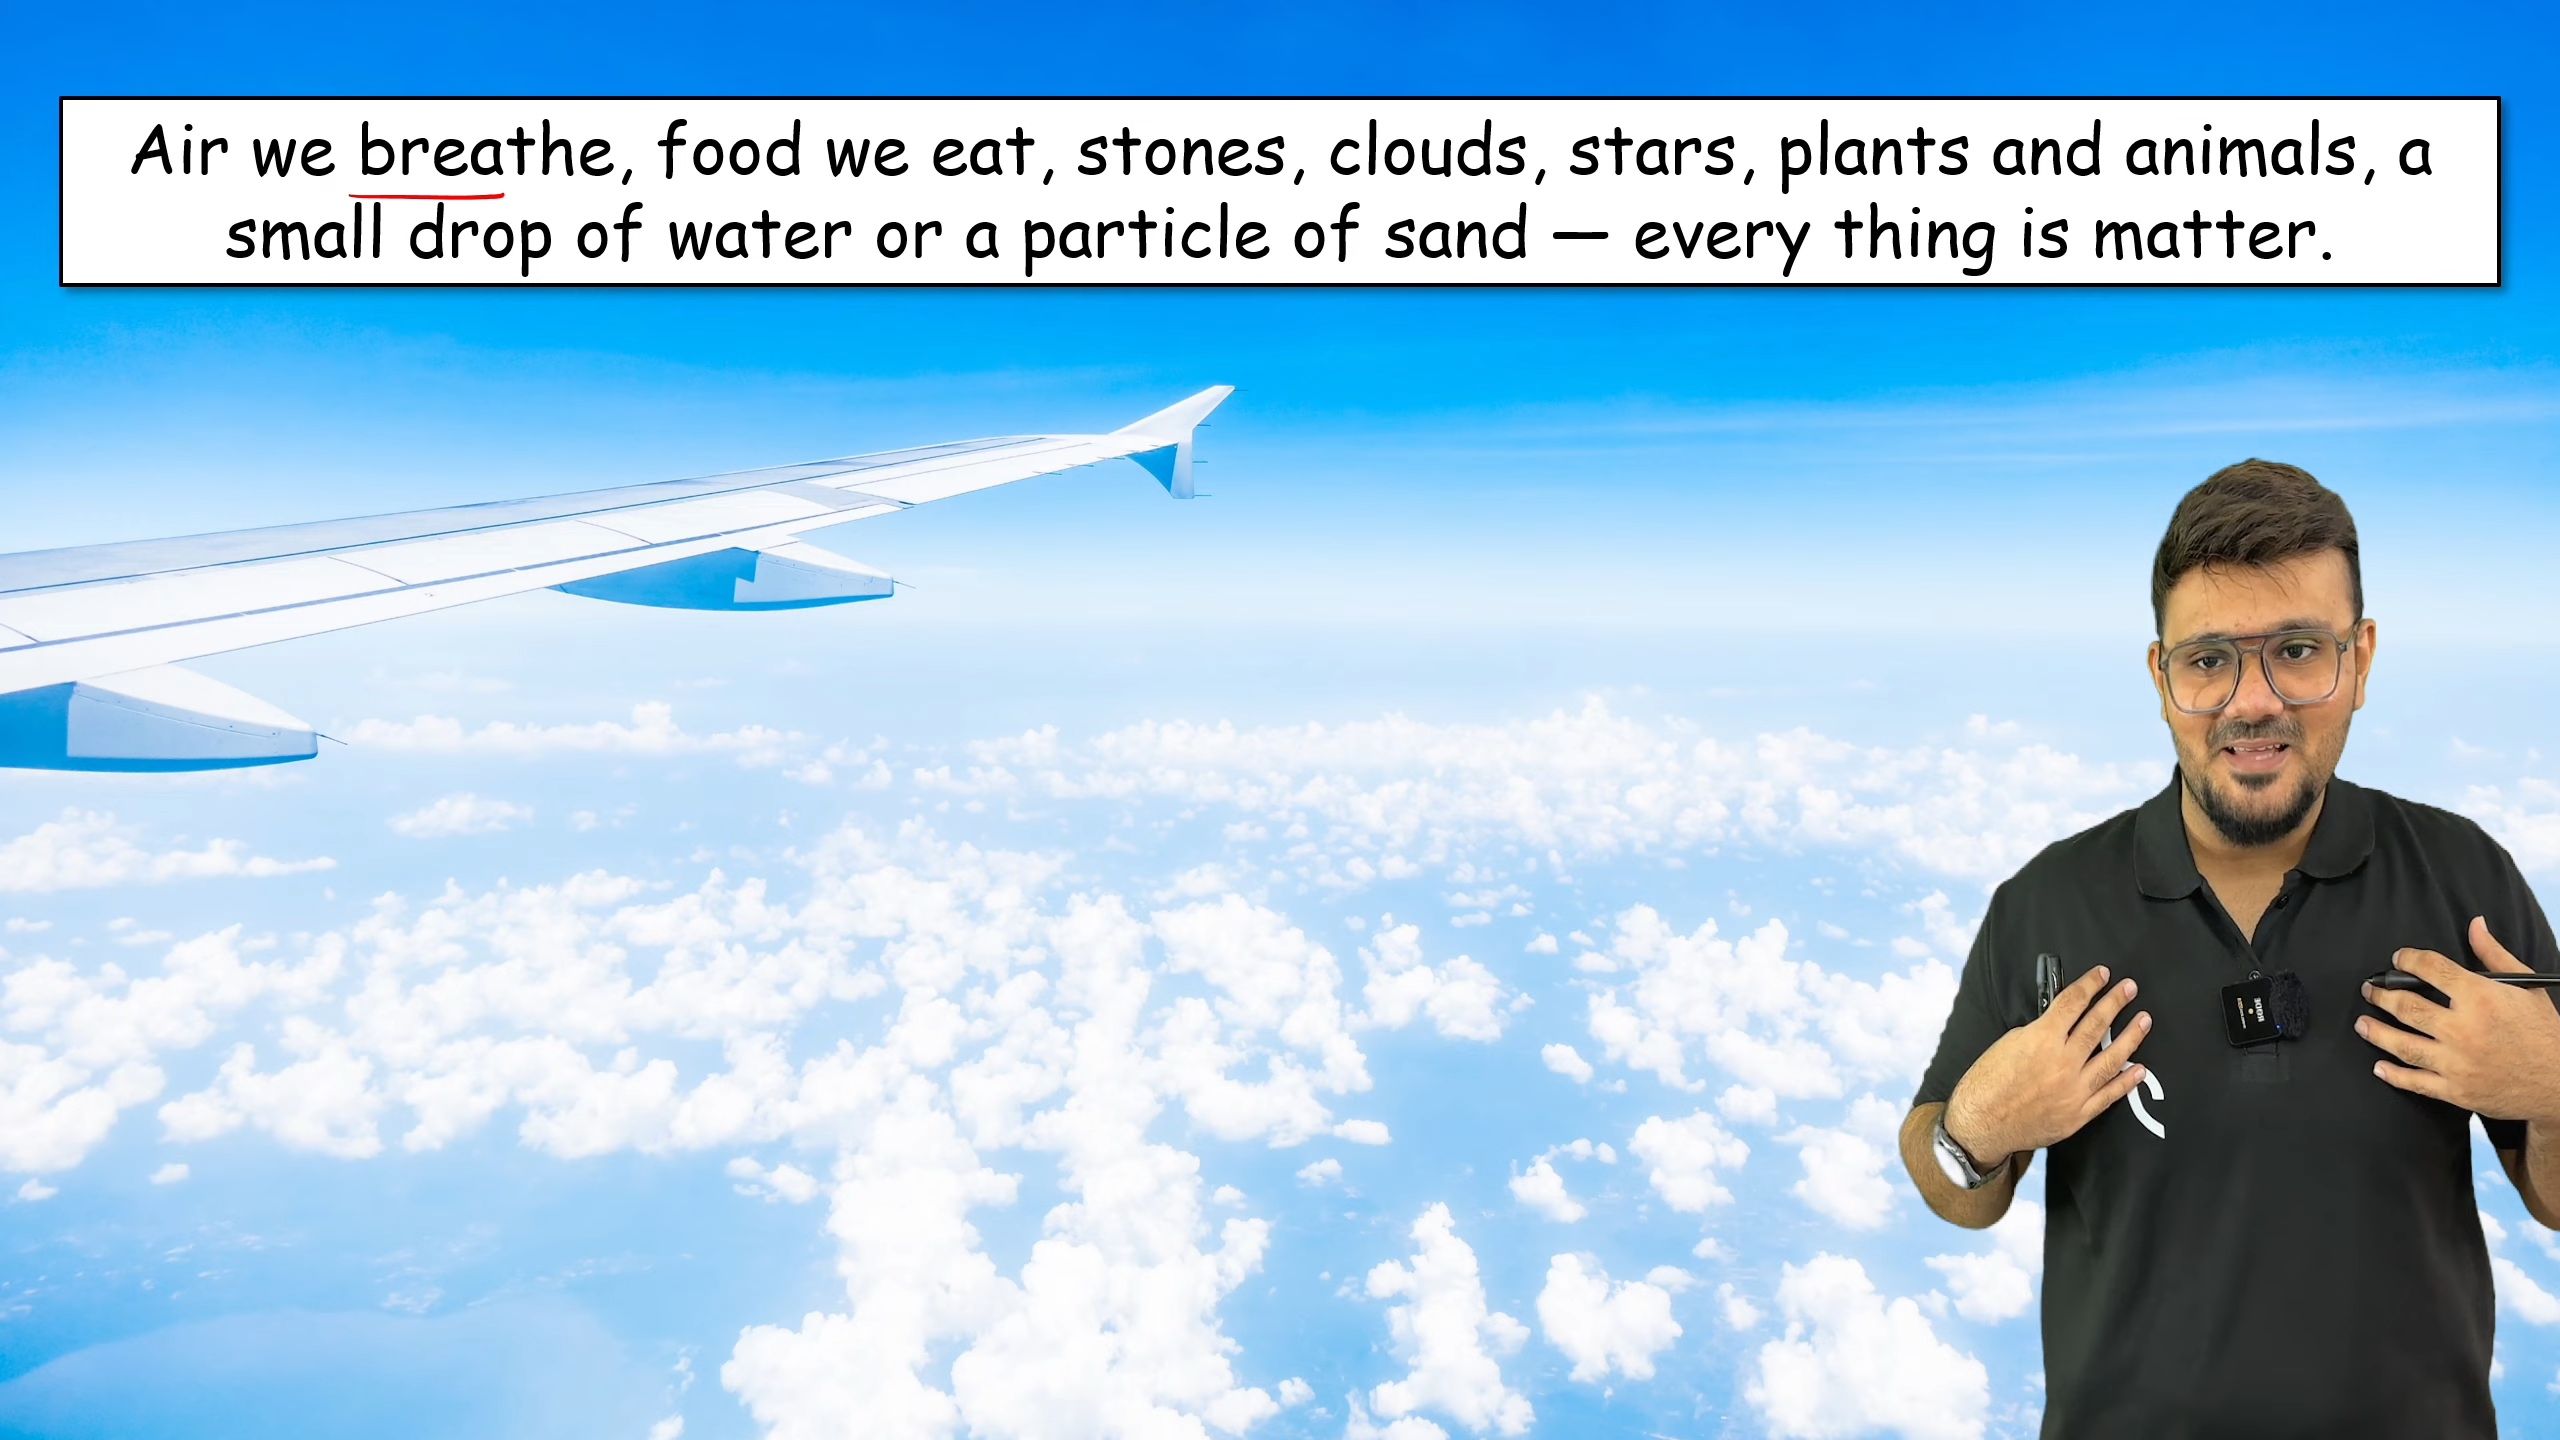 Air we breathe, food we eat, stones, clouds, stars, plants and animals, a
small drop of water or a particle of sand — every thing is matter.
RODE